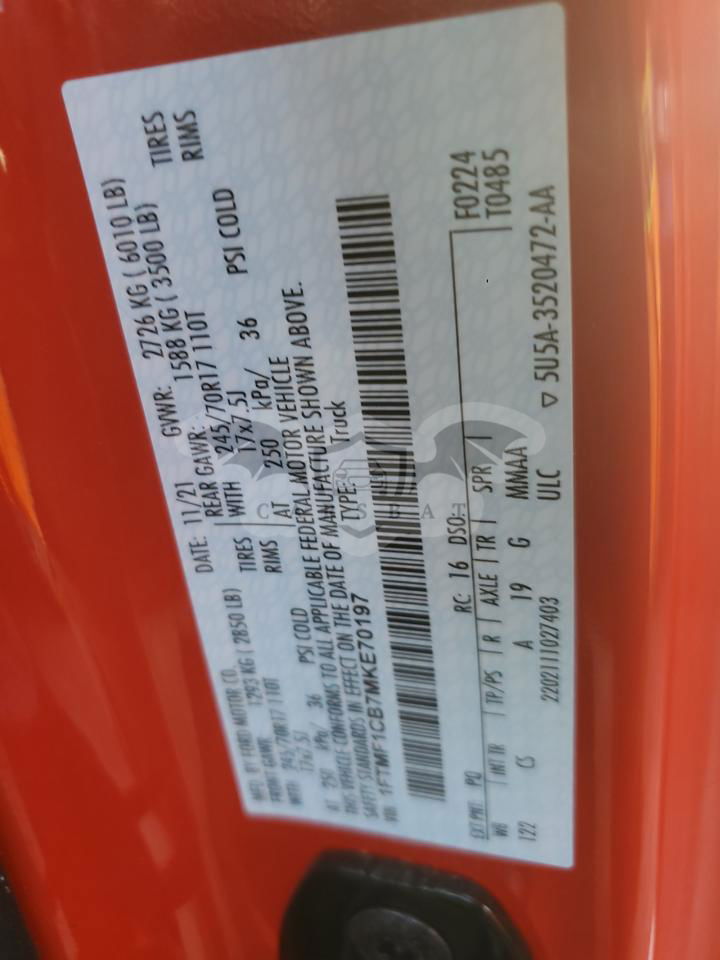 MFD. BY FORD MOTOR CO.
DATE: 11/21 GVWR: 2726 KG ( 6010 LB)
FRONT GAWR: 1293 KG ( 2850 LB) REAR GAWR: 1588 KG ( 3500 LB)
WITH 245/70R17 110T TIRES WITH 245/70R17 110T TIRES
17x7.5J RIMS 17x7.5J RIMS
AT 250 kPa/ 36 PSI COLD AT 250 kPa/ 36 PSI COLD
THIS VEHICLE CONFORMS TO ALL APPLICABLE FEDERAL MOTOR VEHICLE
SAFETY STANDARDS IN EFFECT ON THE DATE OF MANUFACTURE SHOWN ABOVE.
VIN: 1FTMF1CB7MKE70197 TYPE: Truck
F0224
T0485
EXT PNT: PQ RC: 16 DSO:
WB INT TR TP/PS R AXLE TR SPR
122 CS A 19 G MMAA
2202111027403 ULC ▽ 5U5A-3520472-AA